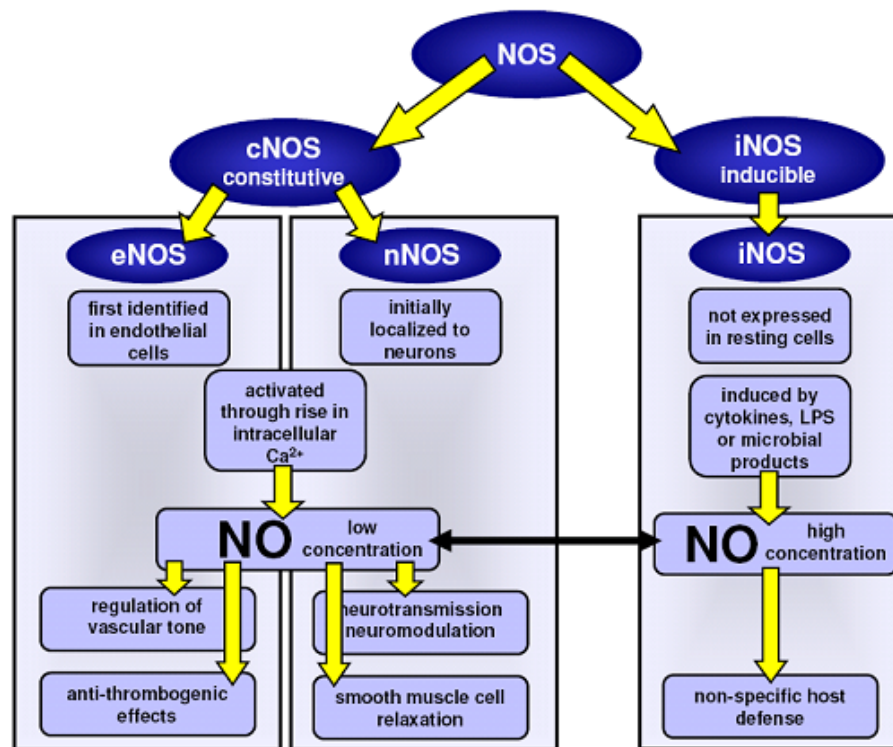 NOS
cNOS
constitutive
iNOS
inducible
eNOS
nNOS
iNOS
first identified
in endothelial
cells
initially
localized to
neurons
not expressed
in resting cells
activated
through rise in
intracellular
Ca²⁺
induced by
cytokines, LPS
or microbial
products
NO low
concentration
NO high
concentration
regulation of
vascular tone
neurotransmission
neuromodulation
anti-thrombogenic
effects
smooth muscle cell
relaxation
non-specific host
defense